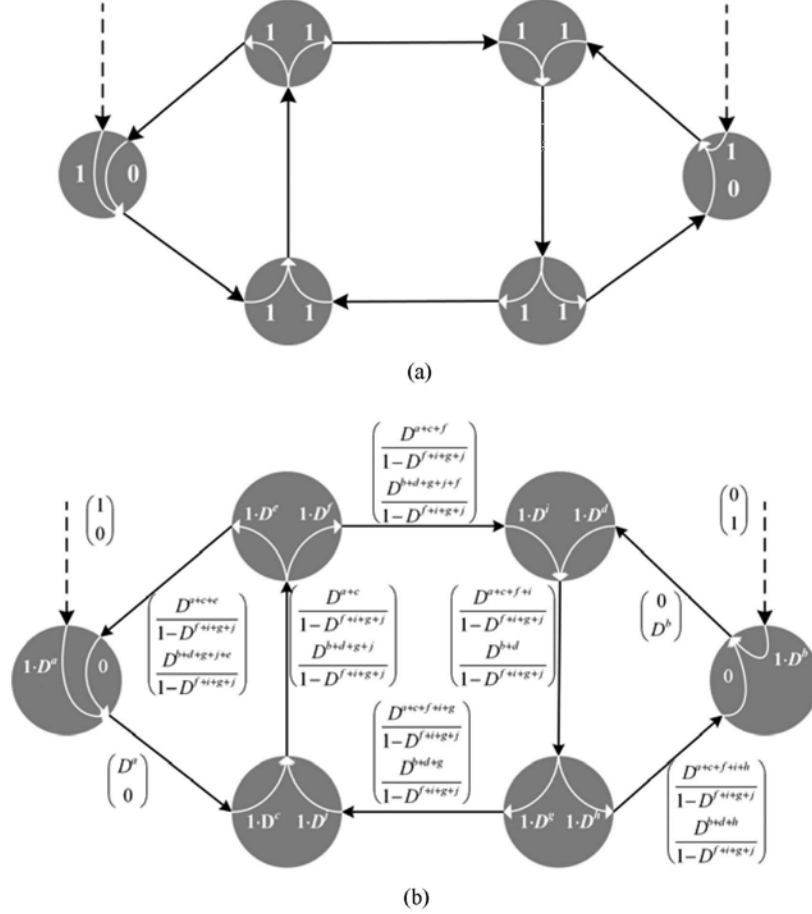 1 1 1 1
1 0 1
0
1 1 1 1
(a)
D^{a+c+f}
1-D^{f+i+g+j}
D^{b+d+g+j+f}
1-D^{f+i+g+j}
1
0
1·D^e 1·D^f 1·D^i 1·D^d
0
1
D^{a+c+e}
1-D^{f+i+g+j}
D^{b+d+g+j+e}
1-D^{f+i+g+j}
D^{a+c}
1-D^{f+i+g+j}
D^{b+d+g+j}
1-D^{f+i+g+j}
D^{a+c+f+i}
1-D^{f+i+g+j}
D^{b+d}
1-D^{f+i+g+j}
0
D^b
1·D^a 0
0 1·D^b
D^a
0
D^{a+c+f+i+g}
1-D^{f+i+g+j}
D^{b+d+g}
1-D^{f+i+g+j}
D^{a+c+f+i+h}
1-D^{f+i+g+j}
D^{b+d+h}
1-D^{f+i+g+j}
1·D^c 1·D^j 1·D^g 1·D^h
(b)